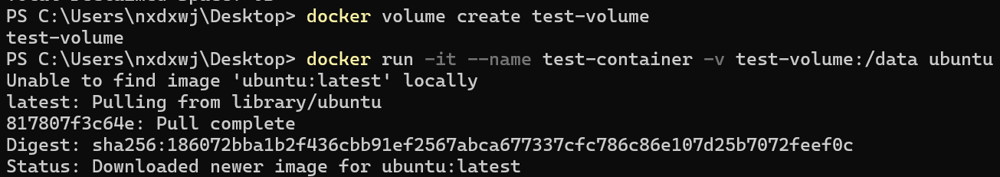 PS C:\Users\nxdxwj\Desktop> docker volume create test-volume
test-volume
PS C:\Users\nxdxwj\Desktop> docker run -it --name test-container -v test-volume:/data ubuntu
Unable to find image 'ubuntu:latest' locally
latest: Pulling from library/ubuntu
817807f3c64e: Pull complete
Digest: sha256:186072bba1b2f436cbb91ef2567abca677337cfc786c86e107d25b7072feef0c
Status: Downloaded newer image for ubuntu:latest